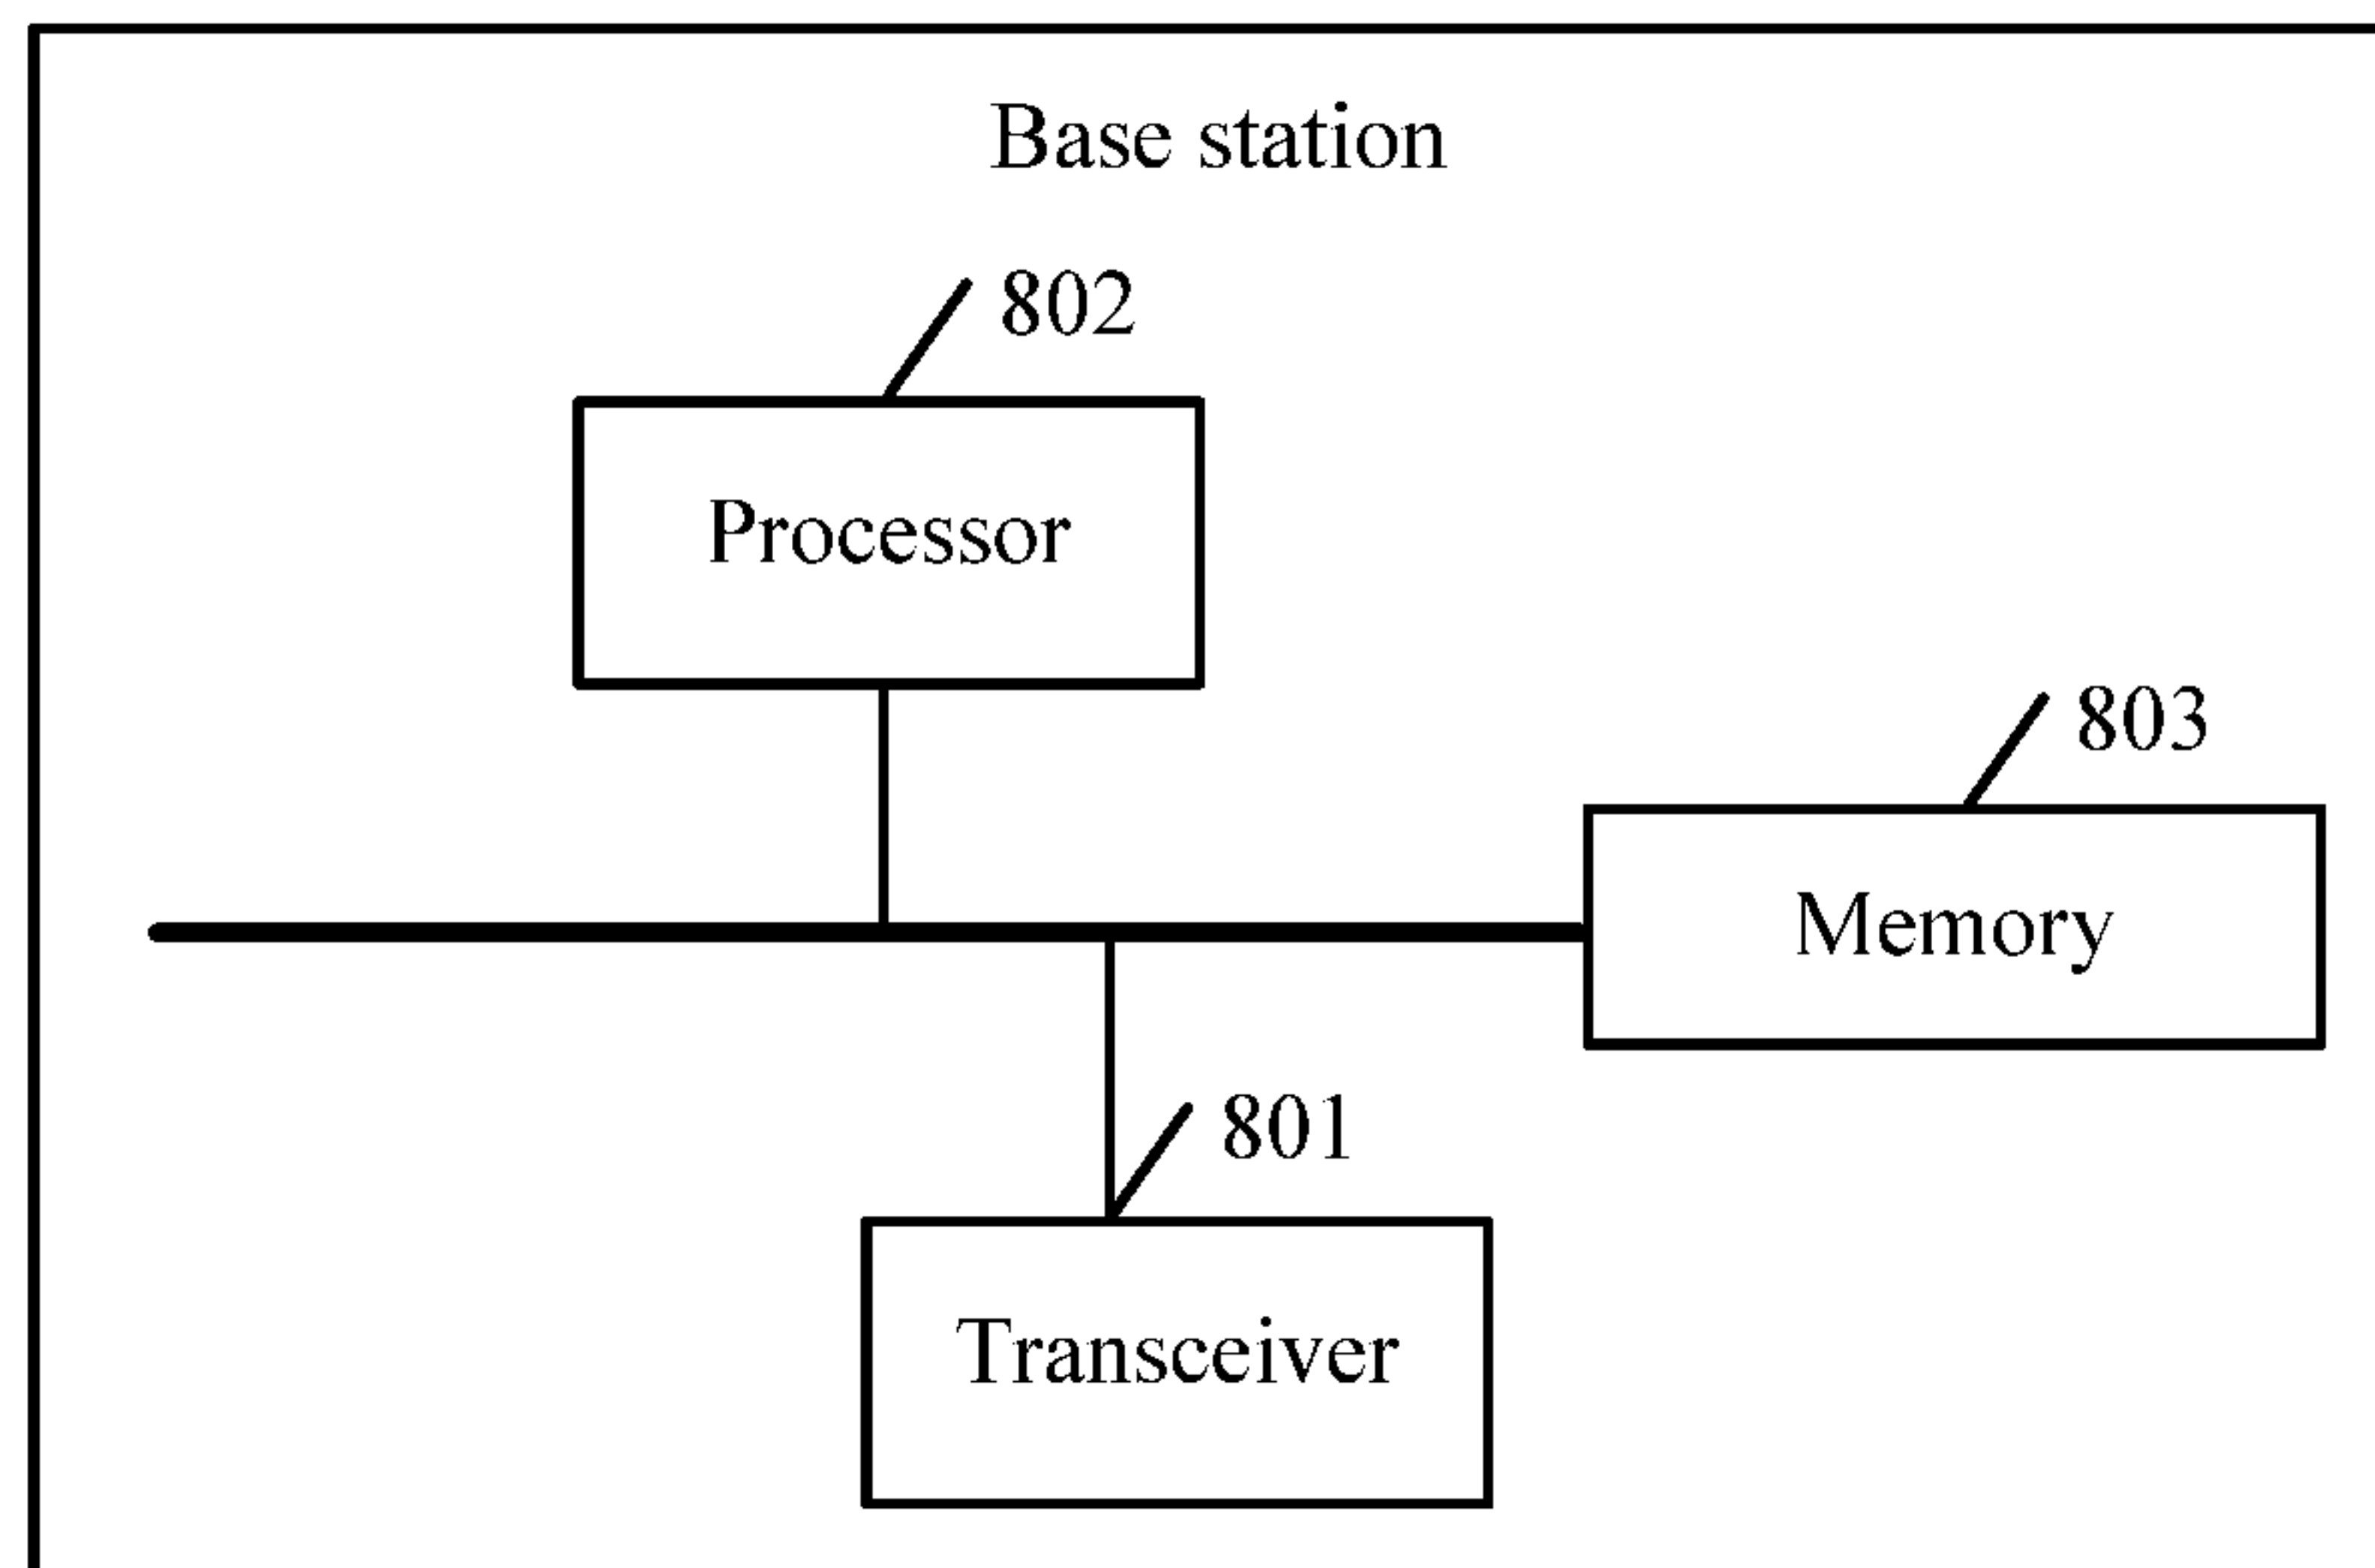 Base station
802
Processor
803
Memory
801
Transceiver